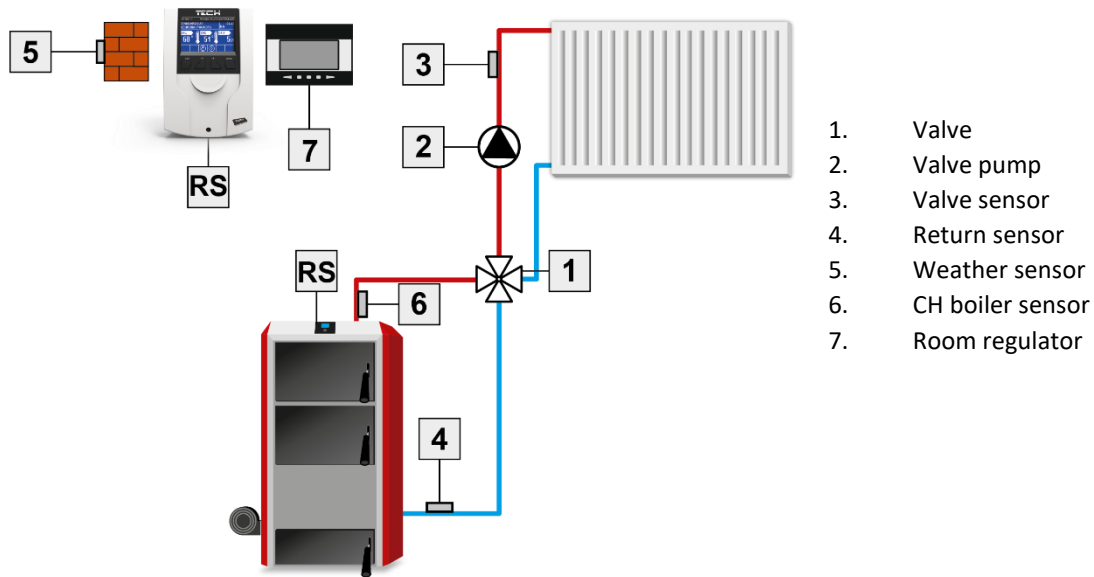 TECH
5
7
RS
3
2
RS
1
6
4
1. Valve
2. Valve pump
3. Valve sensor
4. Return sensor
5. Weather sensor
6. CH boiler sensor
7. Room regulator